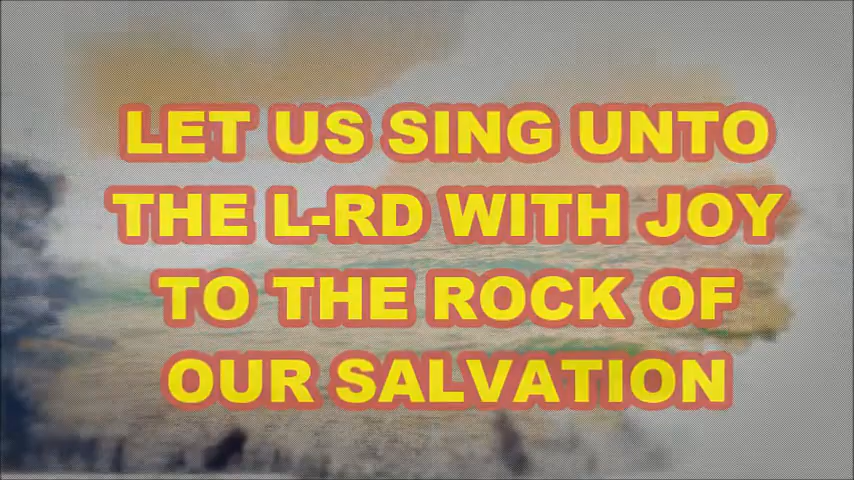 LET US SING UNTO
THE L-RD WITH JOY
TO THE ROCK OF
OUR SALVATION